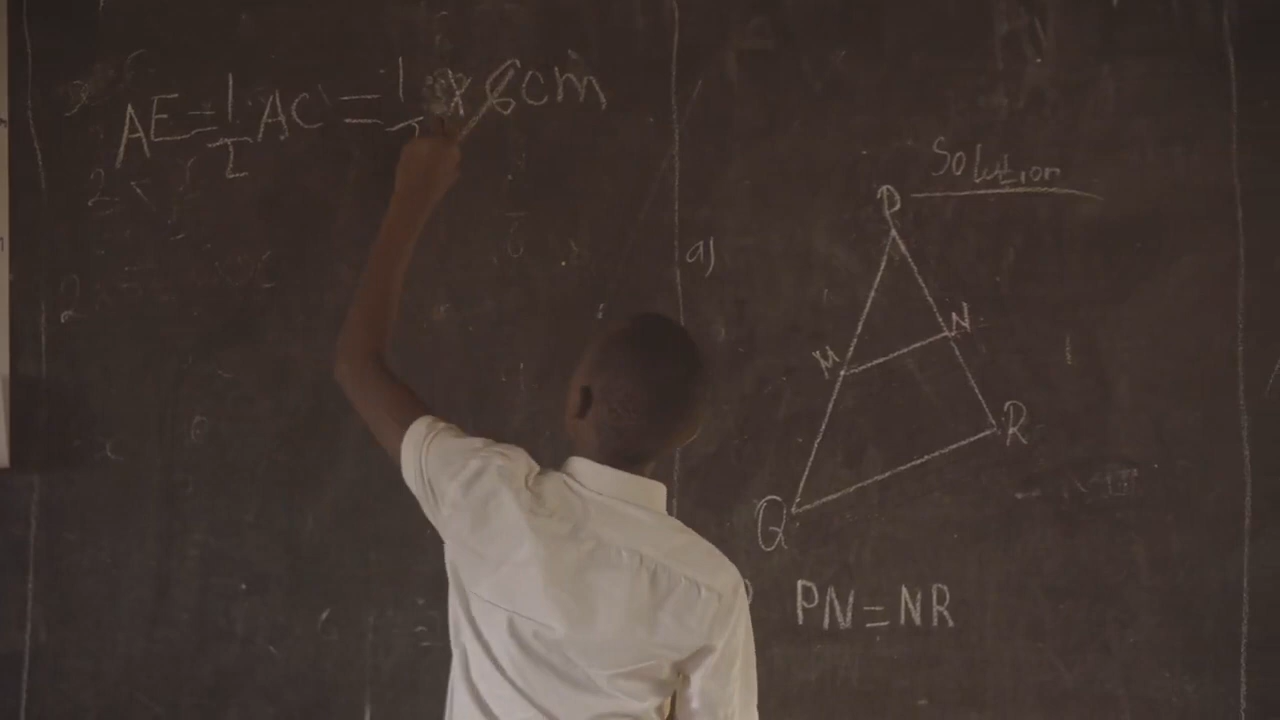 AE = 1/2 AC = 1/2 x 6cm
Solution
a)
P
M N
R
Q
PN = NR